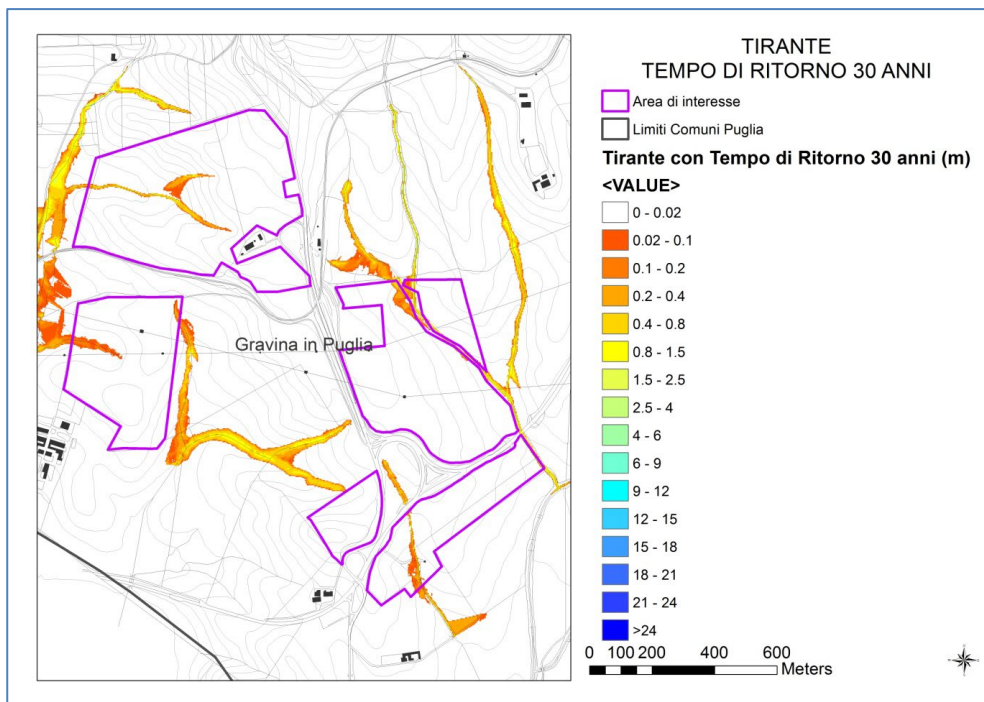 TIRANTE
TEMPO DI RITORNO 30 ANNI
Area di interesse
Limiti Comuni Puglia
Tirante con Tempo di Ritorno 30 anni (m)
<VALUE>
0 - 0.02
0.02 - 0.1
0.1 - 0.2
0.2 - 0.4
0.4 - 0.8
0.8 - 1.5
1.5 - 2.5
2.5 - 4
4 - 6
6 - 9
9 - 12
12 - 15
15 - 18
18 - 21
21 - 24
>24
Gravina in Puglia
0 100 200 400 600
Meters